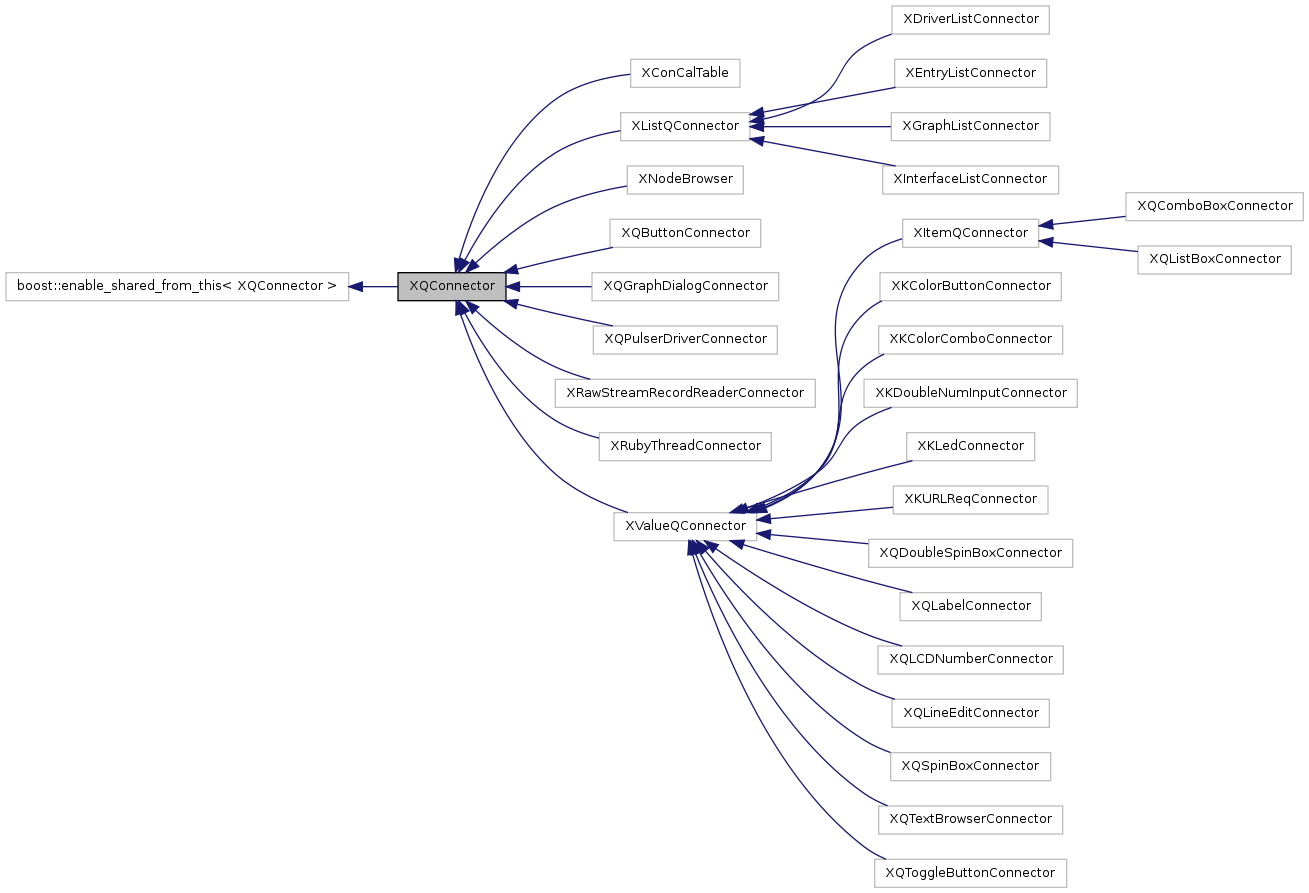 XDriverListConnector
XConCalTable
XEntryListConnector
XListQConnector
XGraphListConnector
XNodeBrowser
XInterfaceListConnector
XQComboBoxConnector
XQButtonConnector
XItemQConnector
XQListBoxConnector
boost::enable_shared_from_this< XQConnector >
XQConnector
XQGraphDialogConnector
XKColorButtonConnector
XQPulserDriverConnector
XKColorComboConnector
XRawStreamRecordReaderConnector
XKDoubleNumInputConnector
XRubyThreadConnector
XKLedConnector
XKURLReqConnector
XValueQConnector
XQDoubleSpinBoxConnector
XQLabelConnector
XQLCDNumberConnector
XQLineEditConnector
XQSpinBoxConnector
XQTextBrowserConnector
XQToggleButtonConnector